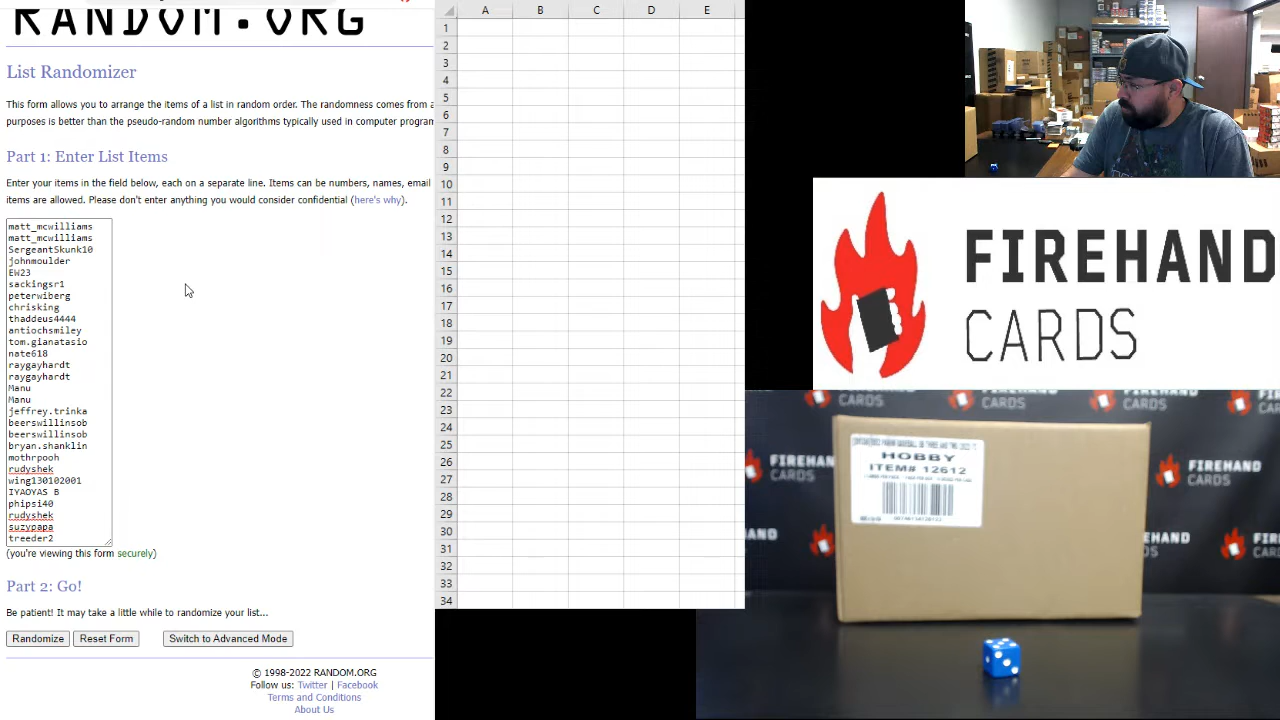 RANDOM.ORG
List Randomizer
This form allows you to arrange the items of a list in random order. The randomness comes from a
purposes is better than the pseudo-random number algorithms typically used in computer program
Part 1: Enter List Items
Enter your items in the field below, each on a separate line. Items can be numbers, names, email
items are allowed. Please don't enter anything you would consider confidential (here's why).
matt_mcwilliams
matt_mcwilliams
SergeantSkunk10
johnmoulder
EW23
sackingsr1
peterwiberg
chrisking
thaddeus4444
antiochsmiley
tom.gianatasio
nate618
raygayhardt
raygayhardt
Manu
Manu
jeffrey.trinka
beerswillinsob
beerswillinsob
bryan.shanklin
mothrpooh
rudyshek
wing130102001
IYAOYAS B
phipsi40
rudyshek
suzypapa
treeder2
(you're viewing this form securely)
Part 2: Go!
Be patient! It may take a little while to randomize your list...
Randomize Reset Form Switch to Advanced Mode
© 1998-2022 RANDOM.ORG
Follow us: Twitter | Facebook
Terms and Conditions
About Us
A B C D E
1
2
3
4
5
6
7
8
9
10
11
12
13
14
15
16
17
18
19
20
21
22
23
24
25
26
27
28
29
30
31
32
33
34
FIREHAND
CARDS
CARDS
CARDS
CARDS
FIREHAND
CARDS
HOBBY
ITEM# 12612
FIREHAND
CARDS
EHAND
CARDS